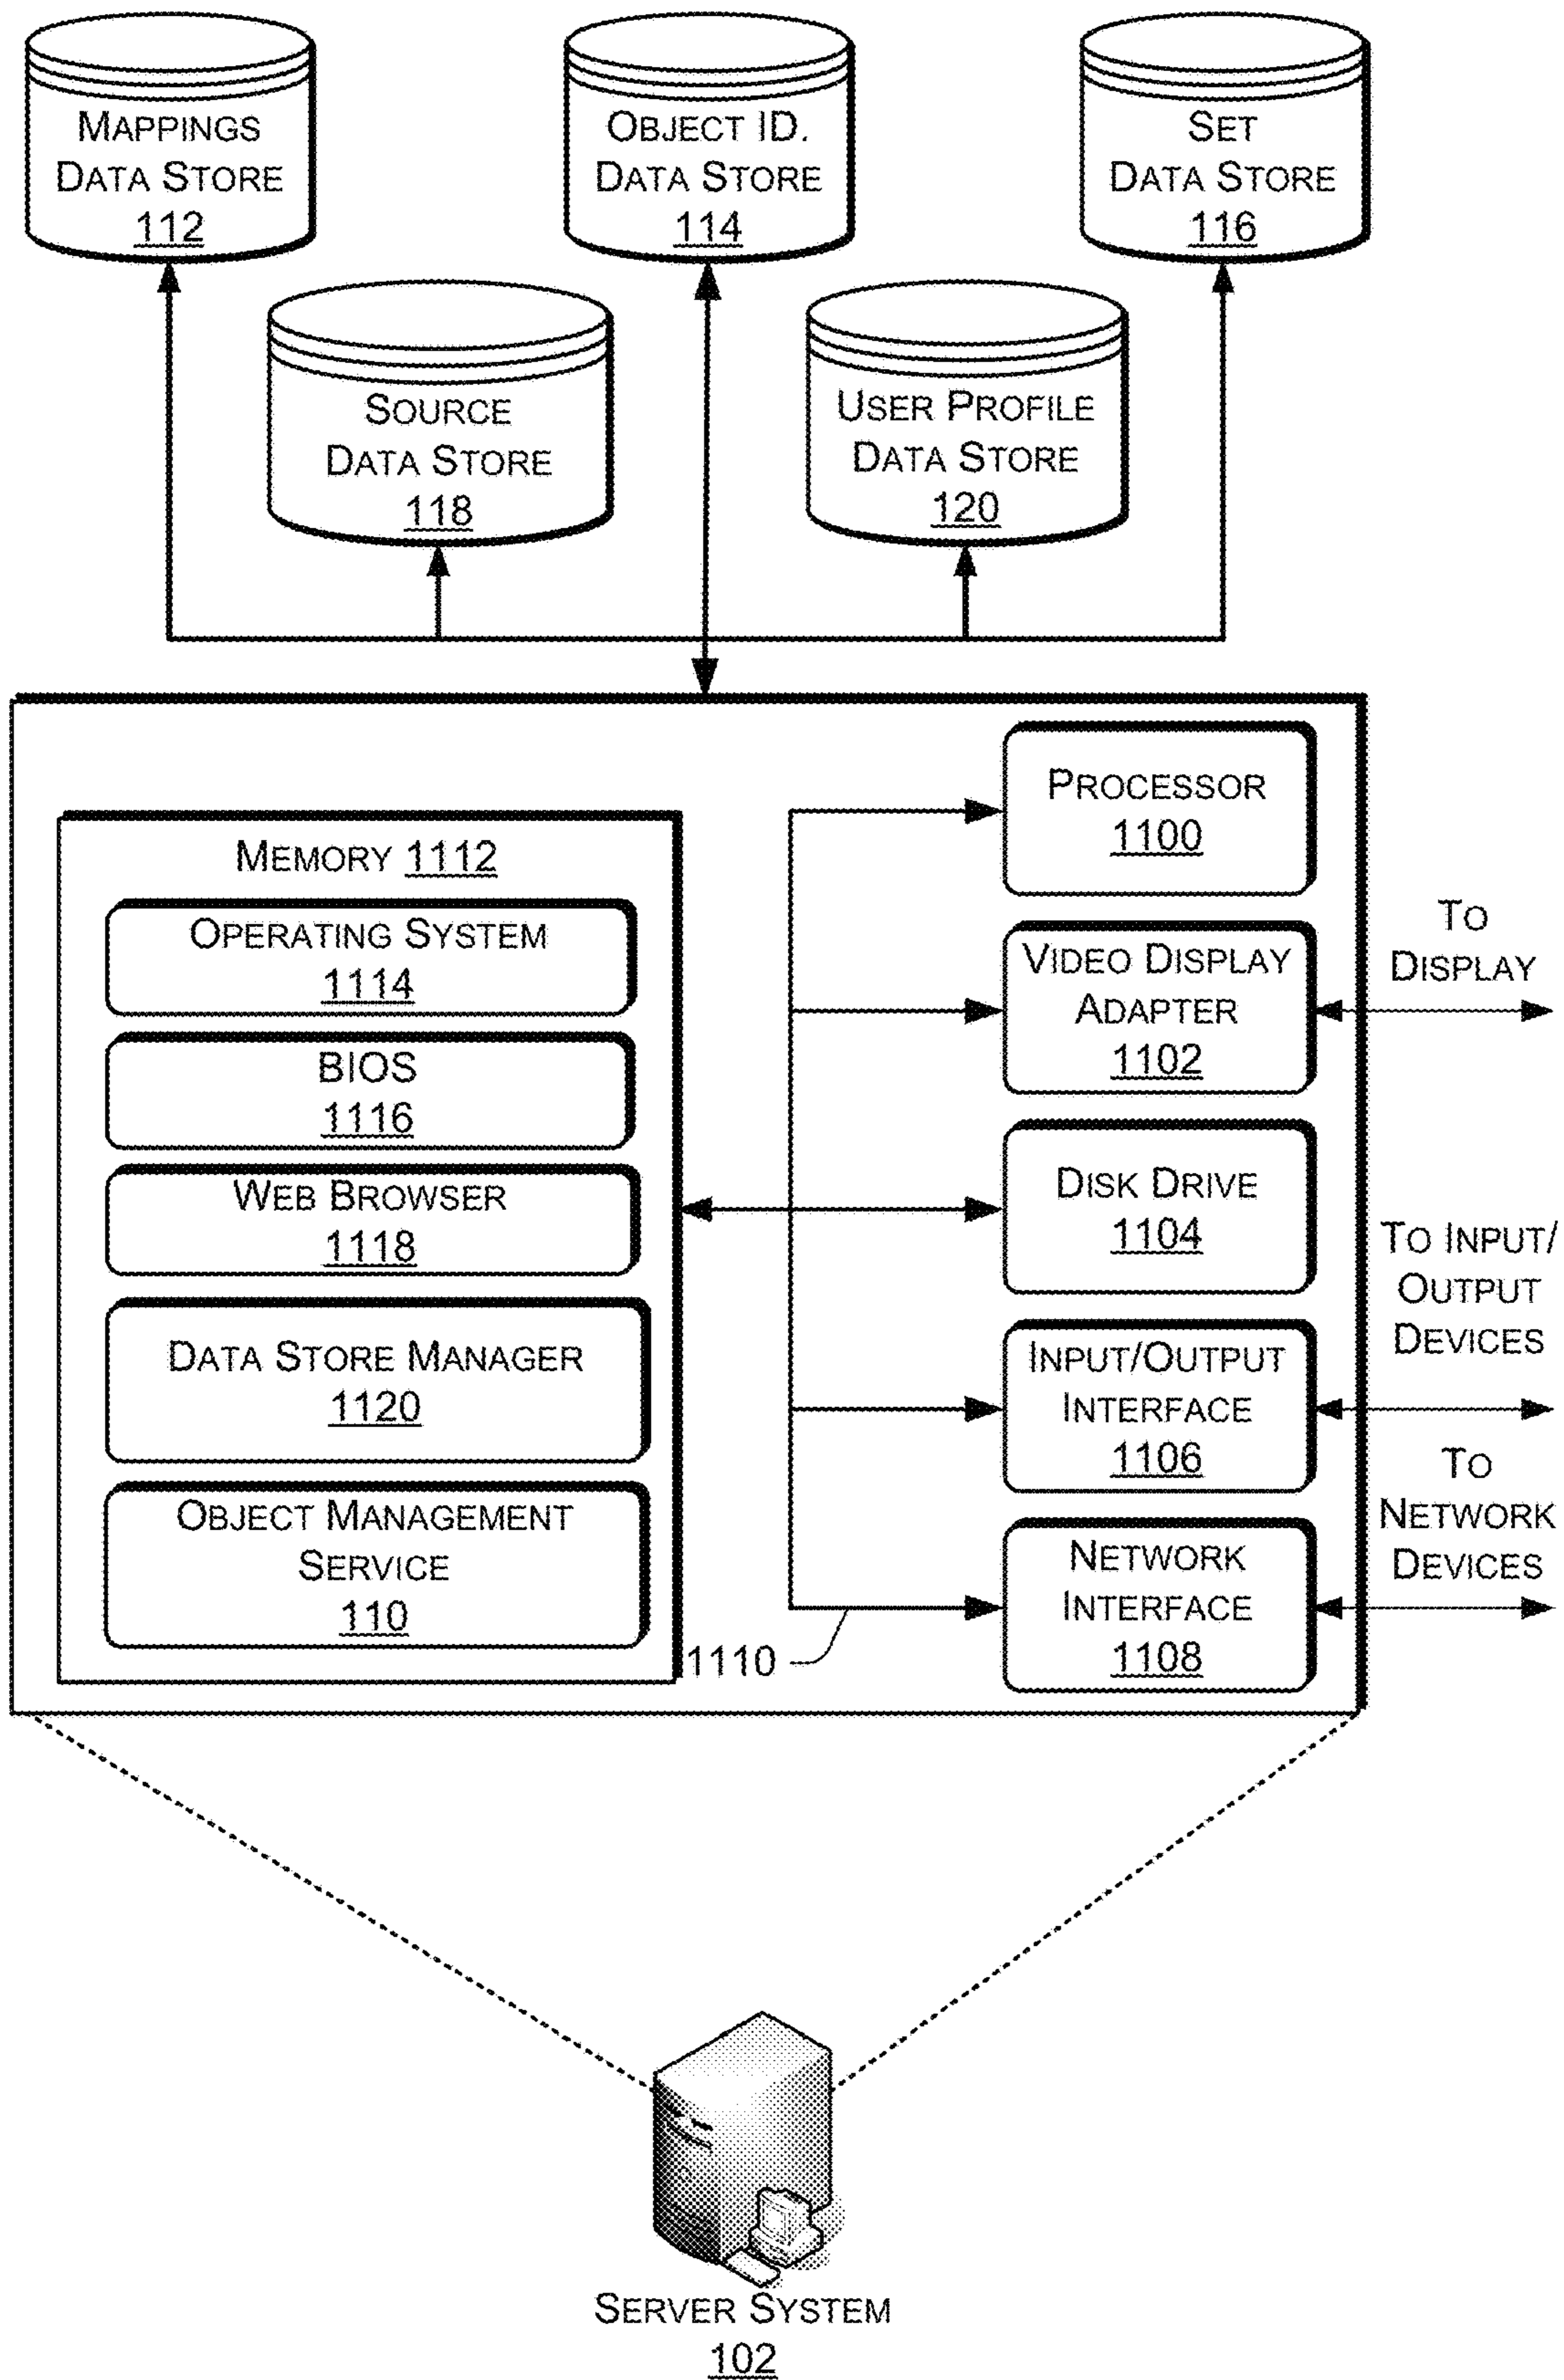 MAPPINGS
DATA STORE
112
OBJECT ID.
DATA STORE
114
SET
DATA STORE
116
SOURCE
DATA STORE
118
USER PROFILE
DATA STORE
120
MEMORY 1112
OPERATING SYSTEM
1114
BIOS
1116
WEB BROWSER
1118
DATA STORE MANAGER
1120
OBJECT MANAGEMENT
SERVICE
110
PROCESSOR
1100
VIDEO DISPLAY
ADAPTER
1102
DISK DRIVE
1104
INPUT/OUTPUT
INTERFACE
1106
NETWORK
INTERFACE
1108
1110
TO
DISPLAY
TO INPUT/
OUTPUT
DEVICES
TO
NETWORK
DEVICES
SERVER SYSTEM
102